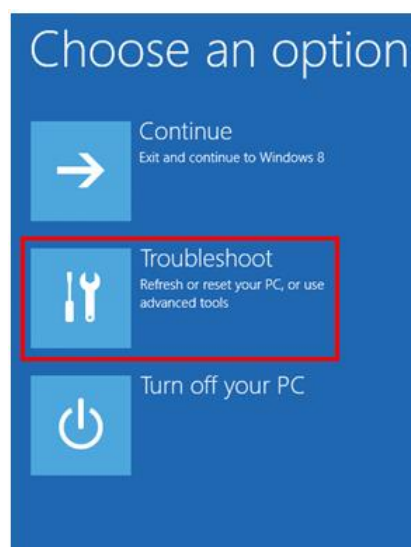 Choose an option
Continue
Exit and continue to Windows 8
Troubleshoot
Refresh or reset your PC, or use
advanced tools
Turn off your PC